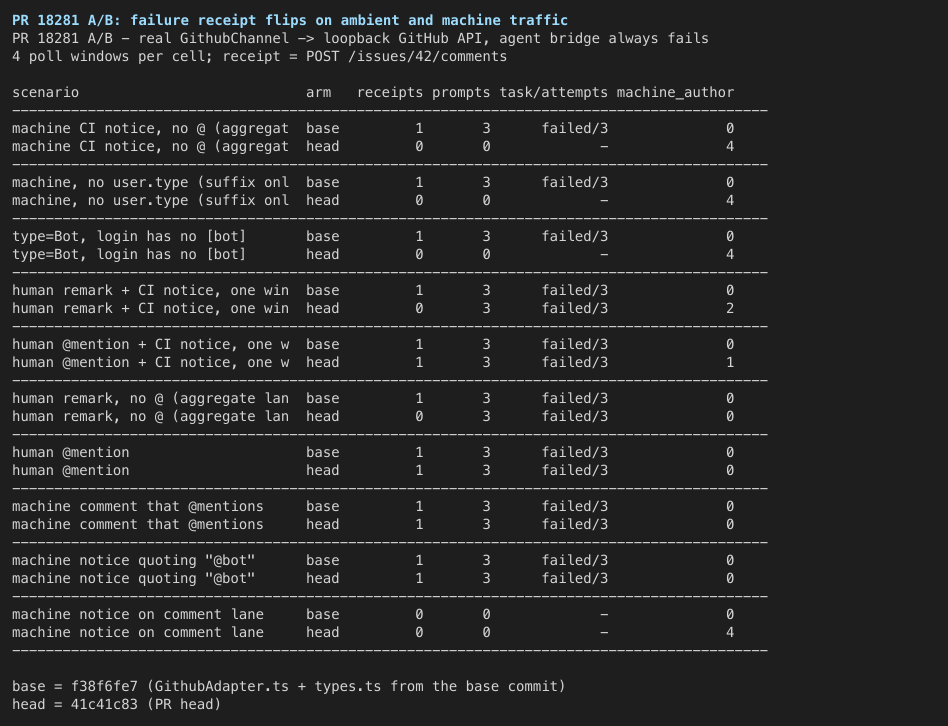 PR 18281 A/B: failure receipt flips on ambient and machine traffic
PR 18281 A/B – real GithubChannel –> loopback GitHub API, agent bridge always fails
4 poll windows per cell; receipt = POST /issues/42/comments
scenario arm receipts prompts task/attempts machine_author
machine CI notice, no @ (aggregat base 1 3 failed/3 0
machine CI notice, no @ (aggregat head 0 0 – 4
machine, no user.type (suffix onl base 1 3 failed/3 0
machine, no user.type (suffix onl head 0 0 – 4
type=Bot, login has no [bot] base 1 3 failed/3 0
type=Bot, login has no [bot] head 0 0 – 4
human remark + CI notice, one win base 1 3 failed/3 0
human remark + CI notice, one win head 0 3 failed/3 2
human @mention + CI notice, one w base 1 3 failed/3 0
human @mention + CI notice, one w head 1 3 failed/3 1
human remark, no @ (aggregate lan base 1 3 failed/3 0
human remark, no @ (aggregate lan head 0 3 failed/3 0
human @mention base 1 3 failed/3 0
human @mention head 1 3 failed/3 0
machine comment that @mentions base 1 3 failed/3 0
machine comment that @mentions head 1 3 failed/3 0
machine notice quoting "@bot" base 1 3 failed/3 0
machine notice quoting "@bot" head 1 3 failed/3 0
machine notice on comment lane base 0 0 – 0
machine notice on comment lane head 0 0 – 4
base = f38f6fe7 (GithubAdapter.ts + types.ts from the base commit)
head = 41c41c83 (PR head)